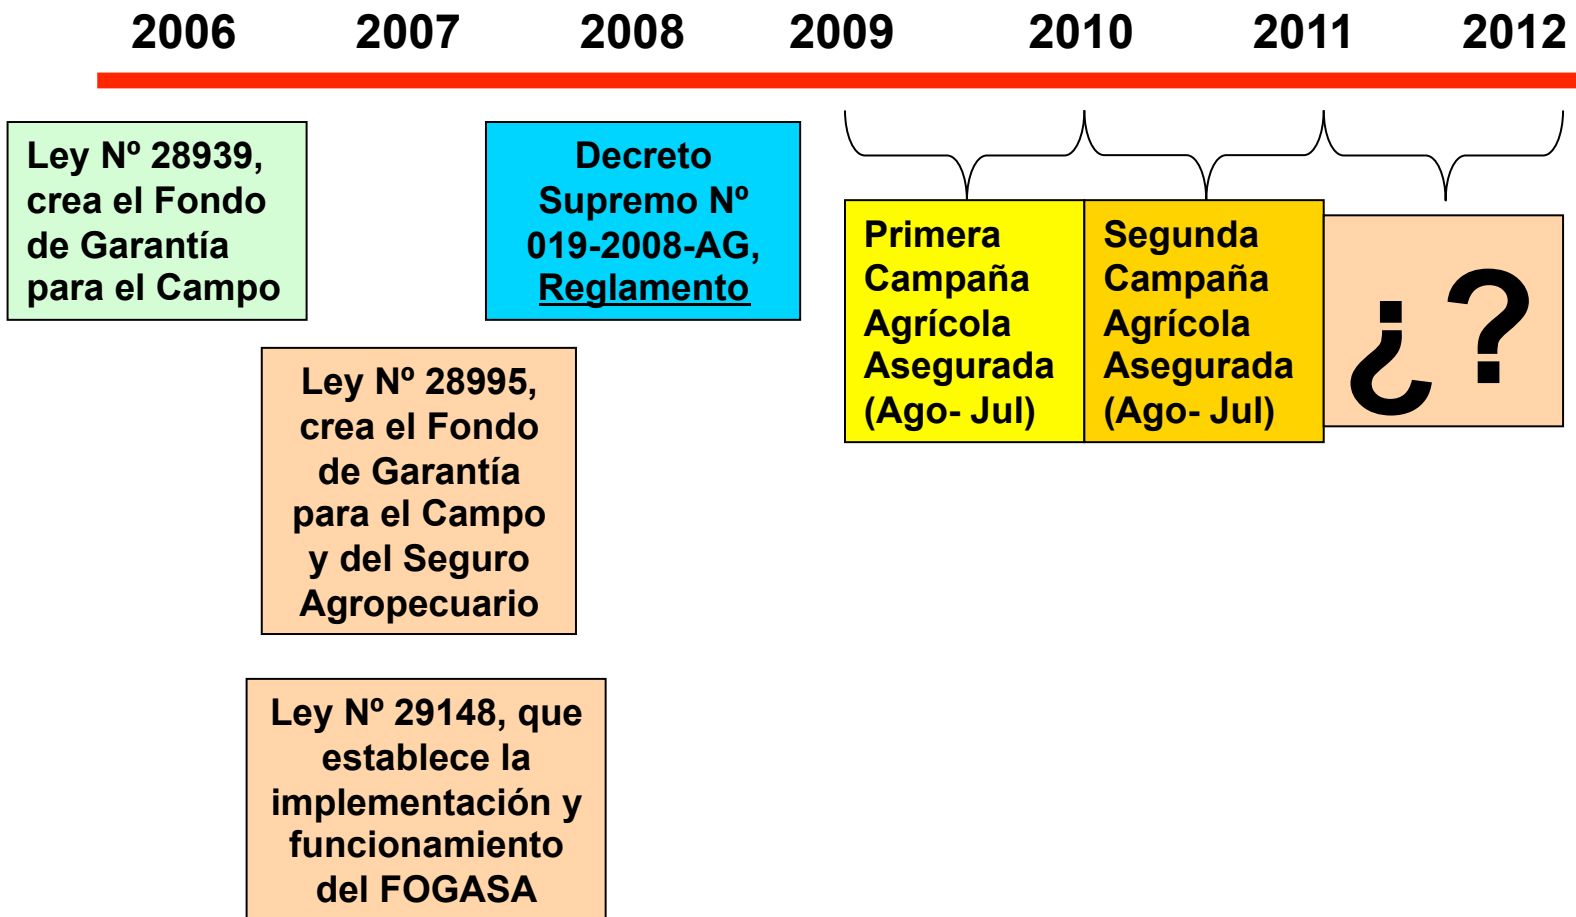 2006 2007 2008 2009 2010 2011 2012
Ley Nº 28939,
crea el Fondo
de Garantía
para el Campo
Ley Nº 28995,
crea el Fondo
de Garantía
para el Campo
y del Seguro
Agropecuario
Ley Nº 29148, que
establece la
implementación y
funcionamiento
del FOGASA
Decreto
Supremo Nº
019-2008-AG,
Reglamento
Primera
Campaña
Agrícola
Asegurada
(Ago- Jul)
Segunda
Campaña
Agrícola
Asegurada
(Ago- Jul)
¿?